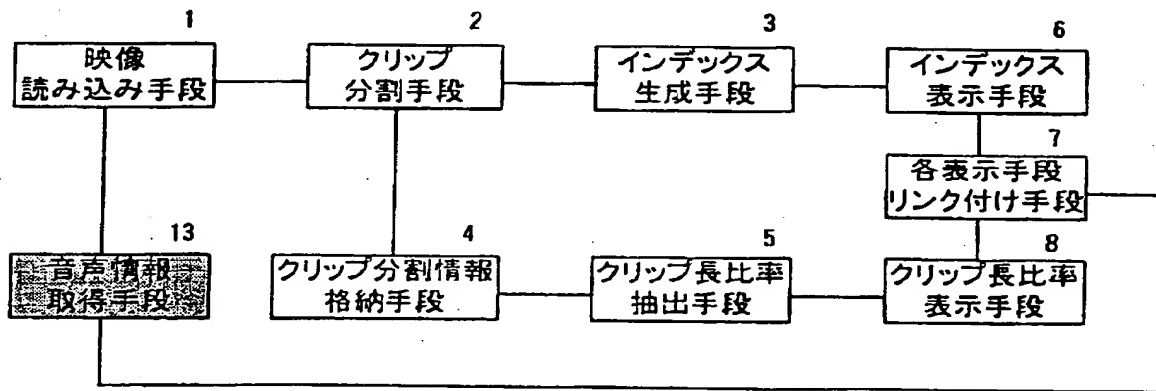 1
映像
読み込み手段
2
クリップ
分割手段
3
インデックス
生成手段
6
インデックス
表示手段
7
各表示手段
リンク付け手段
13
音声情報
取得手段
4
クリップ分割情報
格納手段
5
クリップ長比率
抽出手段
8
クリップ長比率
表示手段